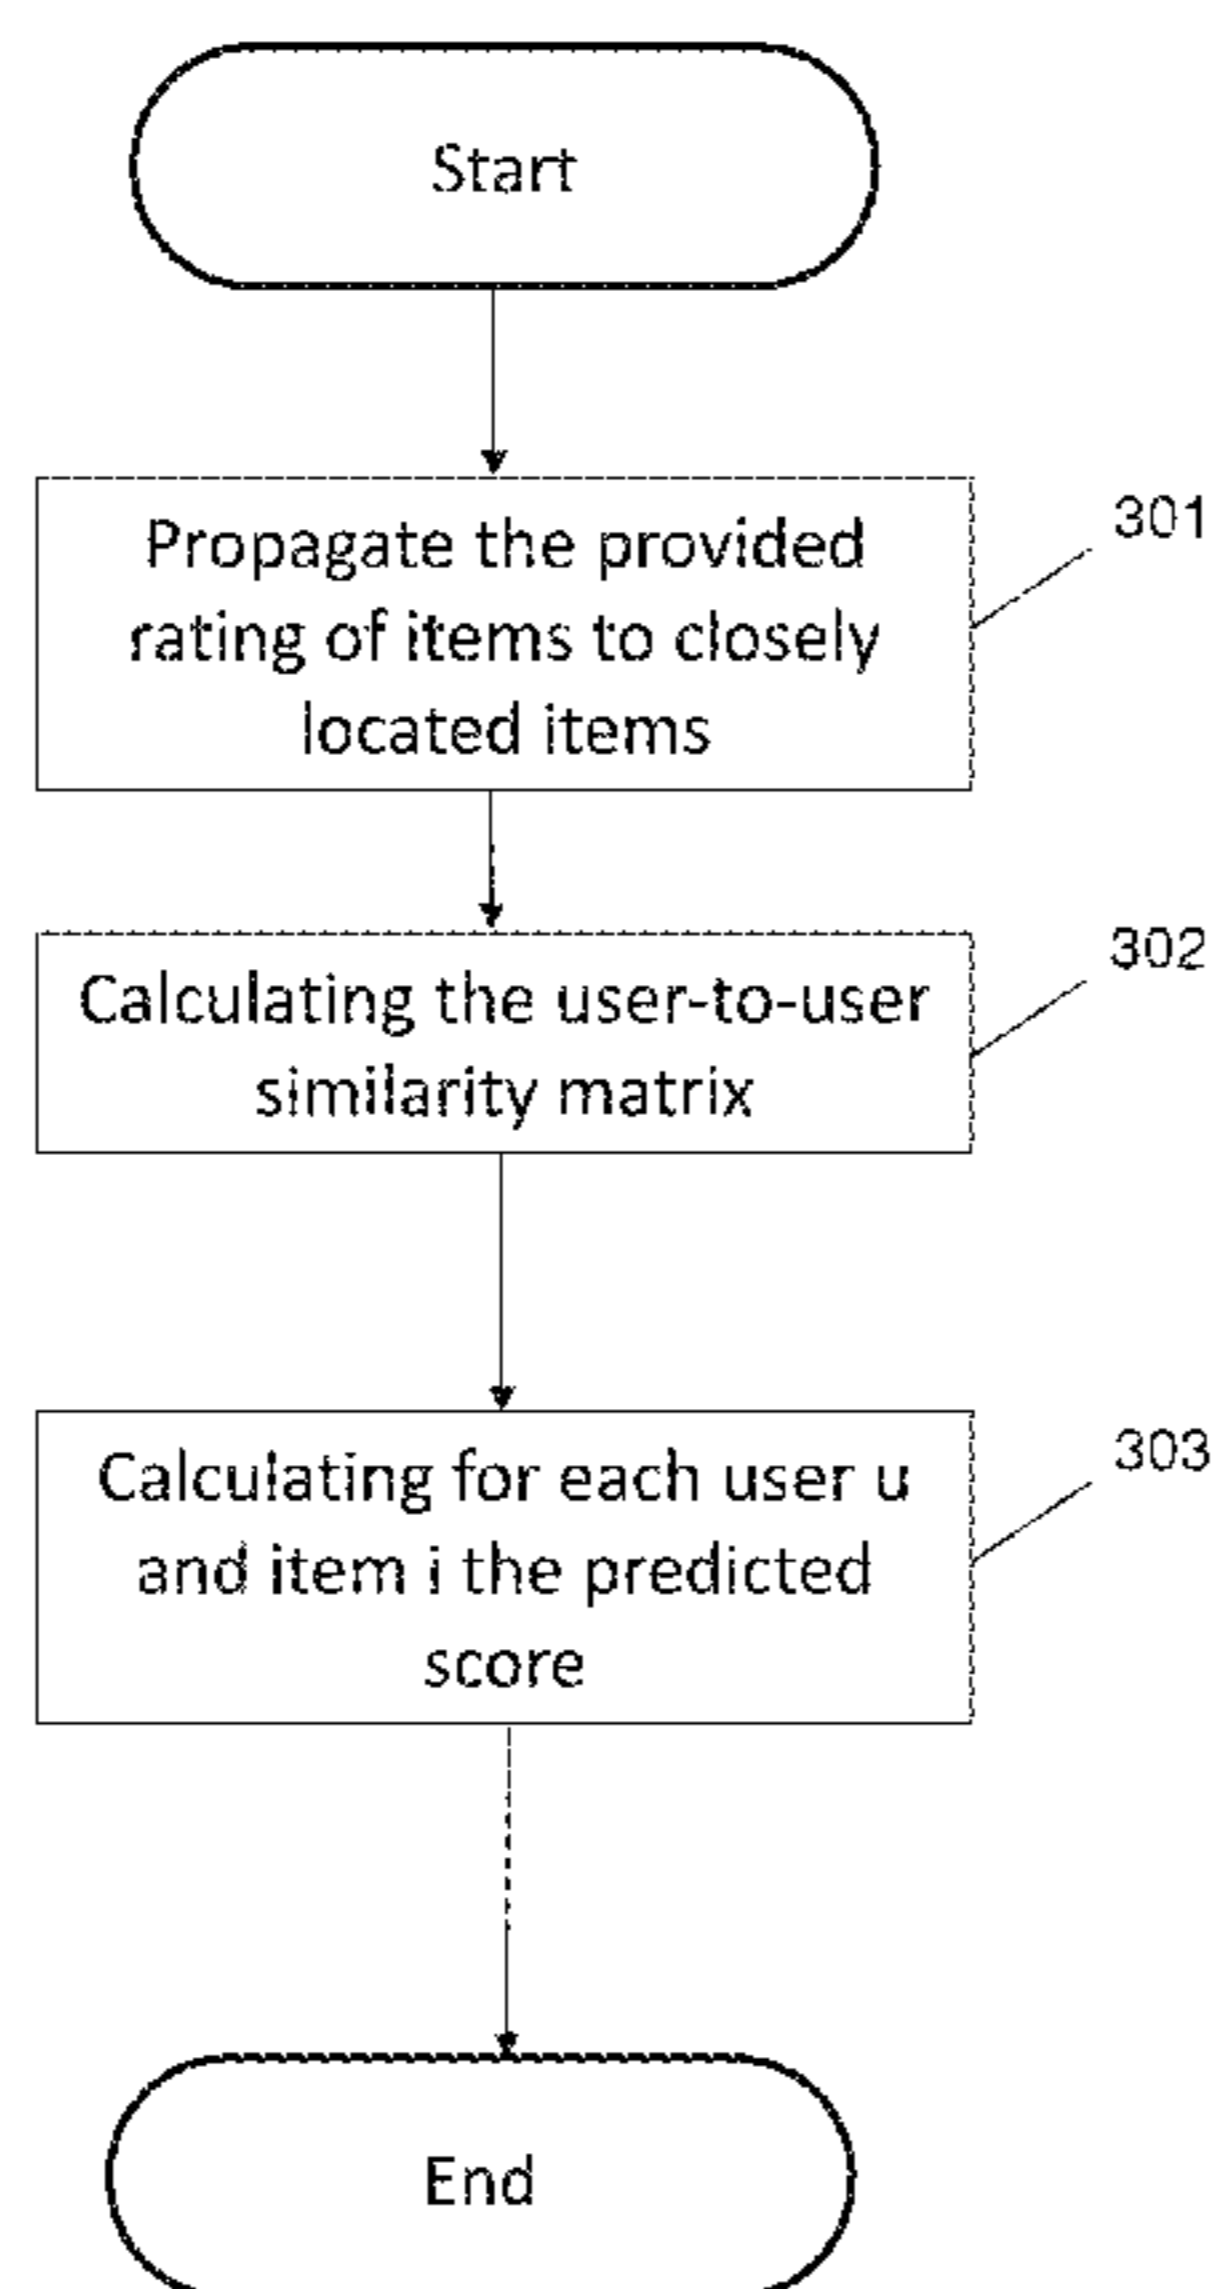 Start
Propagate the provided
rating of items to closely
located items
301
Calculating the user-to-user
similarity matrix
302
Calculating for each user u
and item i the predicted
score
303
End